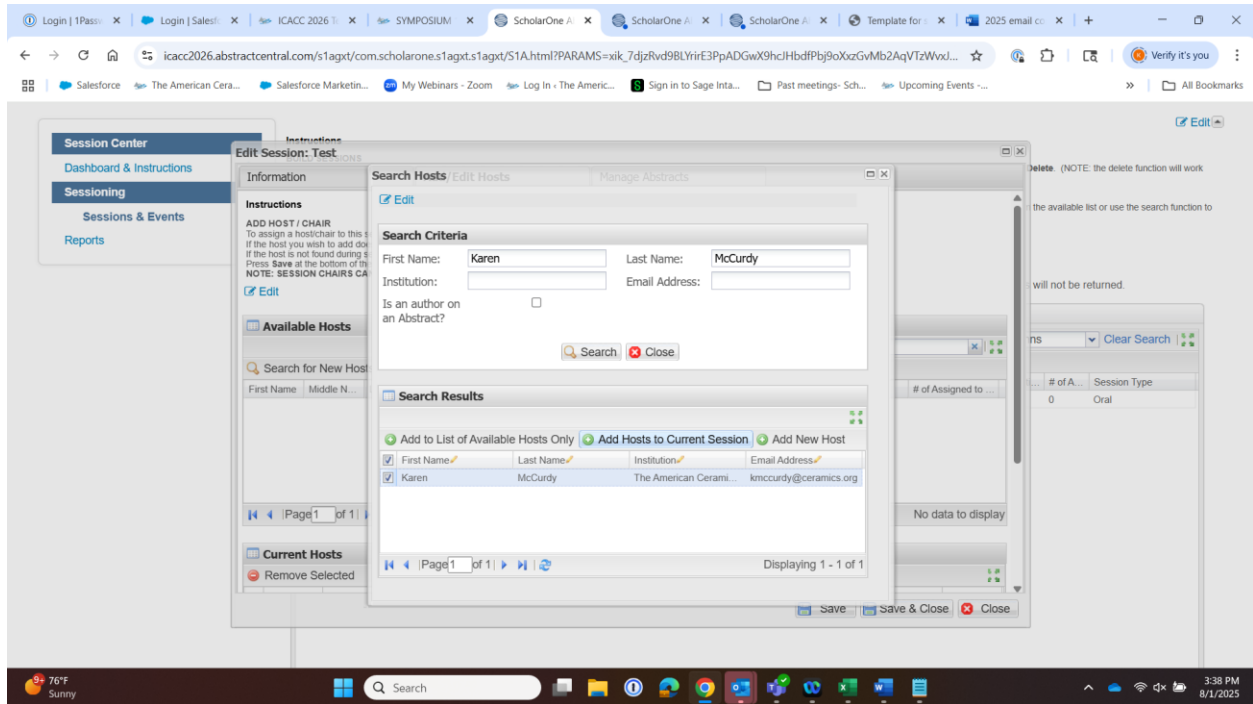 Login | 1Passw
Login | Salesfo
ICACC 2026 T
SYMPOSIUM
ScholarOne A
ScholarOne A
ScholarOne A
Template for
2025 email co
icacc2026.abstractcentral.com/s1agxt/com.scholarone.s1agxt.s1agxt/S1A.html?PARAMS=
Verify it's you
Salesforce
The American Cera...
Salesforce Marketin...
My Webinars - Zoom
Log In ‹ The Americ...
Sign in to Sage Inta...
Past meetings- Sch...
Upcoming Events -...
»
All Bookmarks
Edit
Session Center
Dashboard & Instructions
Sessioning
Sessions & Events
Reports
Instructions
Delete. (NOTE: the delete function will work
the available list or use the search function to
will not be returned.
ns
Clear Search
# of A...
Session Type
0
Oral
Edit Session: Test
Information
/Edit Hosts
Manage Abstracts
Instructions
ADD HOST / CHAIR
To assign a host/chair to this s
If the host you wish to add do
If the host is not found during s
Press Save at the bottom of th
NOTE: SESSION CHAIRS CA
Edit
Available Hosts
Search for New Host
First Name
Middle N...
# of Assigned to ...
Page 1 of 1
No data to display
Current Hosts
Remove Selected
Save
Save & Close
Close
Search Hosts
Edit
Search Criteria
First Name: Karen
Last Name: McCurdy
Institution:
Email Address:
Is an author on
an Abstract?
Search
Close
Search Results
Add to List of Available Hosts Only
Add Hosts to Current Session
Add New Host
First Name
Last Name
Institution
Email Address
Karen
McCurdy
The American Cerami...
kmccurdy@ceramics.org
Page 1 of 1
Displaying 1 - 1 of 1
9+
76°F
Sunny
Search
3:38 PM
8/1/2025